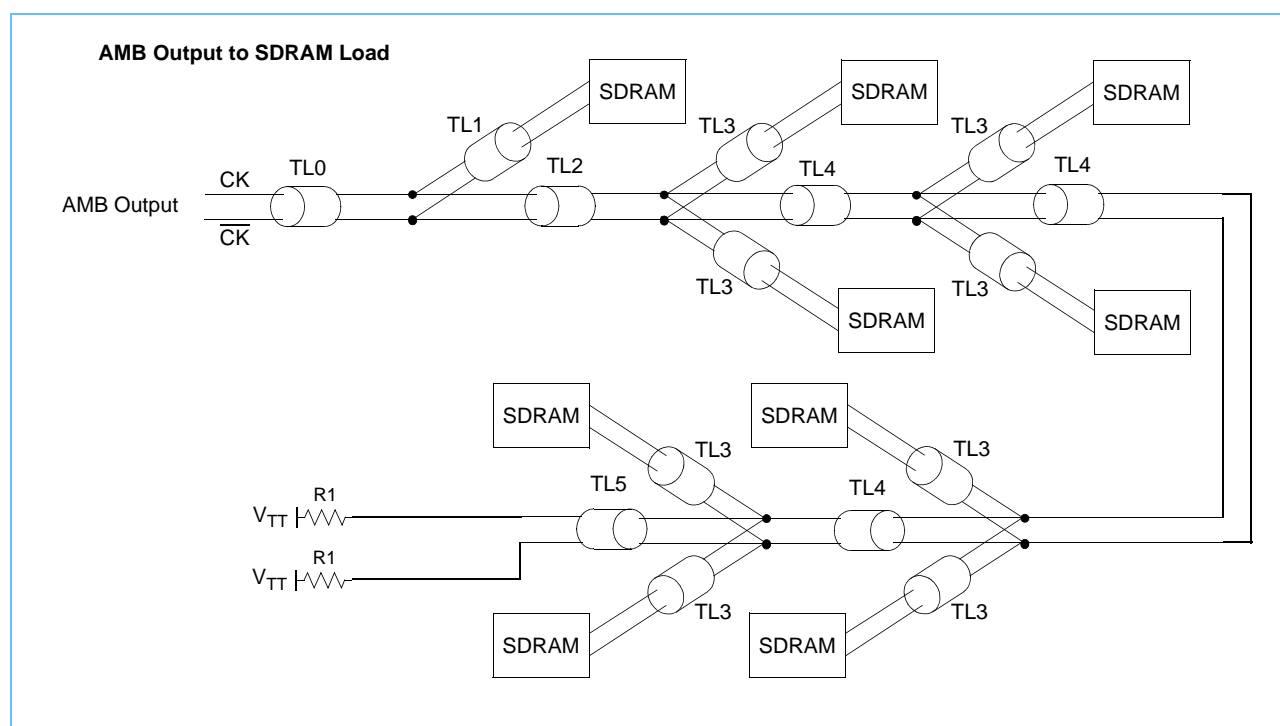 AMB Output to SDRAM Load
SDRAM
SDRAM
SDRAM
TL1
TL3
TL3
CK
TL0
TL2
TL4
TL4
AMB Output
C̅K̅
TL3
TL3
SDRAM
SDRAM
SDRAM
SDRAM
TL3
TL3
R1
TL5
TL4
VTT
R1
VTT
TL3
TL3
SDRAM
SDRAM